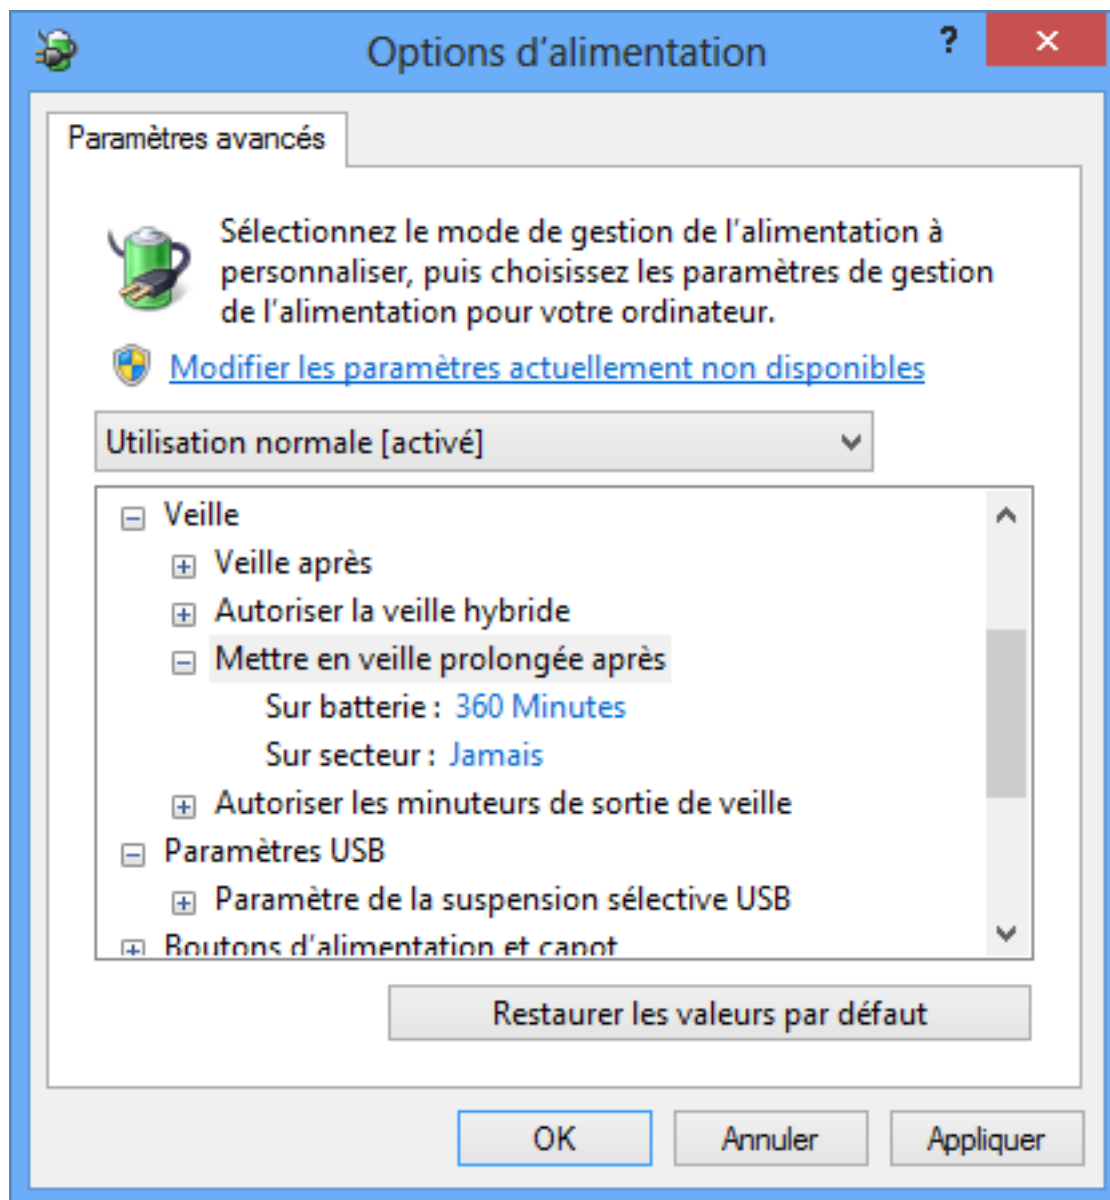 Options d'alimentation
?
Paramètres avancés
Sélectionnez le mode de gestion de l'alimentation à
personnaliser, puis choisissez les paramètres de gestion
de l'alimentation pour votre ordinateur.
Modifier les paramètres actuellement non disponibles
Utilisation normale [activé]
Veille
Veille après
Autoriser la veille hybride
Mettre en veille prolongée après
Sur batterie : 360 Minutes
Sur secteur : Jamais
Autoriser les minuteurs de sortie de veille
Paramètres USB
Paramètre de la suspension sélective USB
Boutons d'alimentation et capot
Restaurer les valeurs par défaut
OK Annuler Appliquer